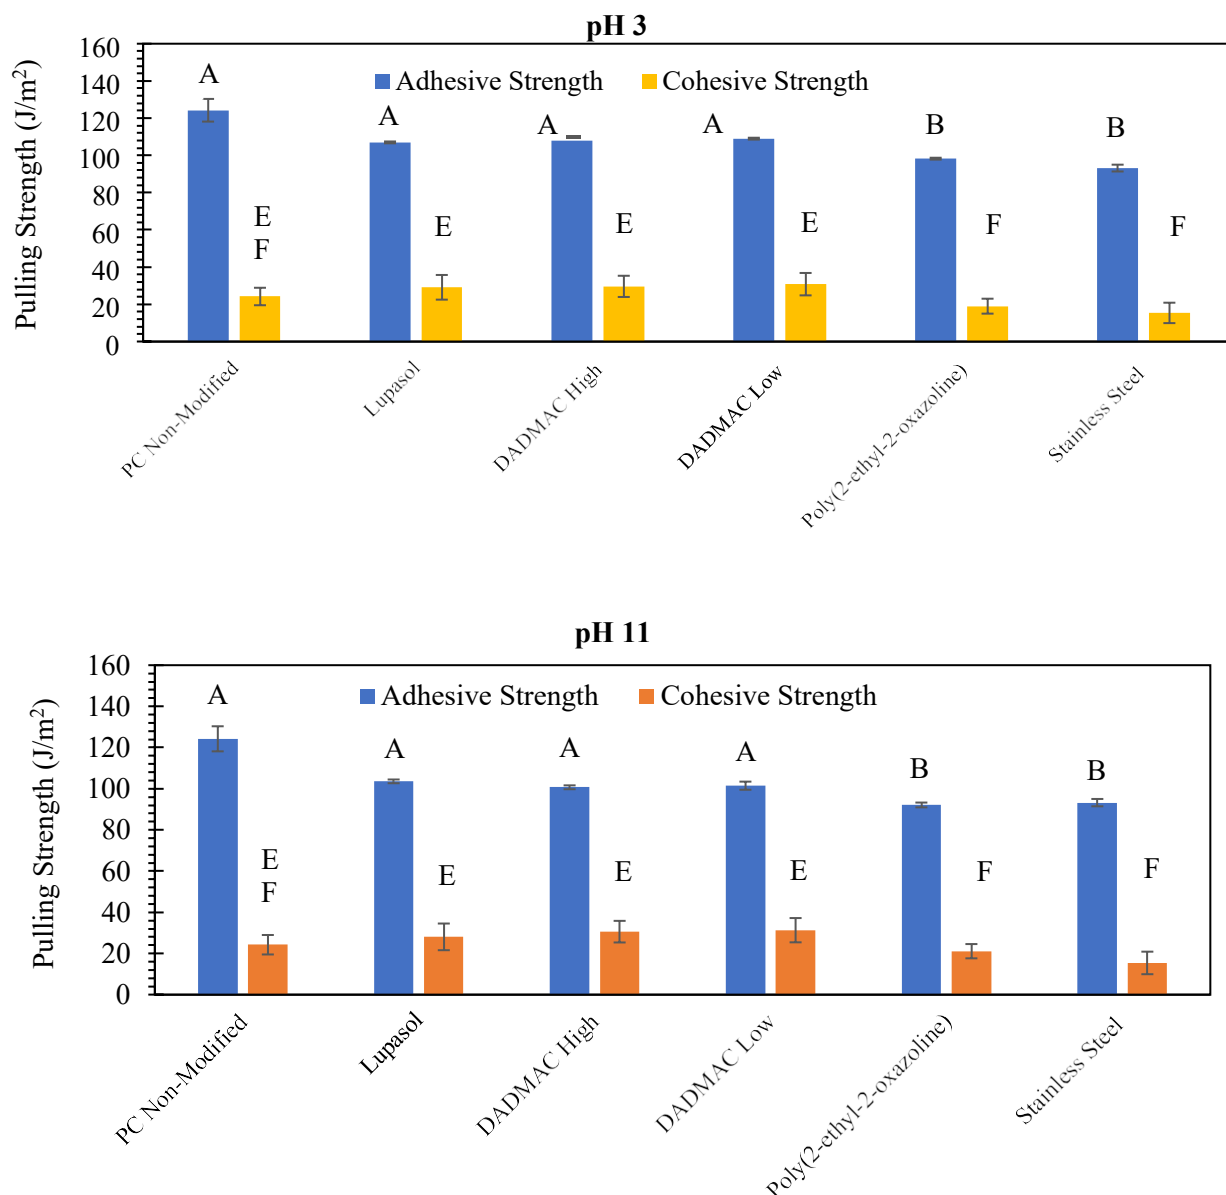 pH 3
Pulling Strength (J/m²)
160
140
120
100
80
60
40
20
0
Adhesive Strength
Cohesive Strength
A
A
A
A
B
B
E
F
E
E
E
F
F
PC Non-Modified
Lupasol
DADMAC High
DADMAC Low
Poly(2-ethyl-2-oxazoline)
Stainless Steel
pH 11
Pulling Strength (J/m²)
160
140
120
100
80
60
40
20
0
Adhesive Strength
Cohesive Strength
A
A
A
A
B
B
E
F
E
E
E
F
F
PC Non-Modified
Lupasol
DADMAC High
DADMAC Low
Poly(2-ethyl-2-oxazoline)
Stainless Steel